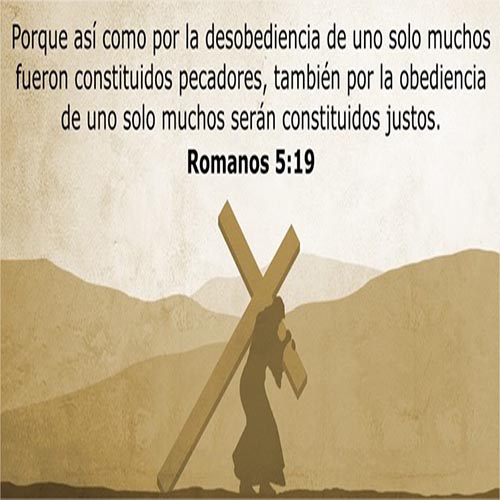 Porque así como por la desobediencia de uno solo muchos
fueron constituidos pecadores, también por la obediencia
de uno solo muchos serán constituidos justos.
Romanos 5:19